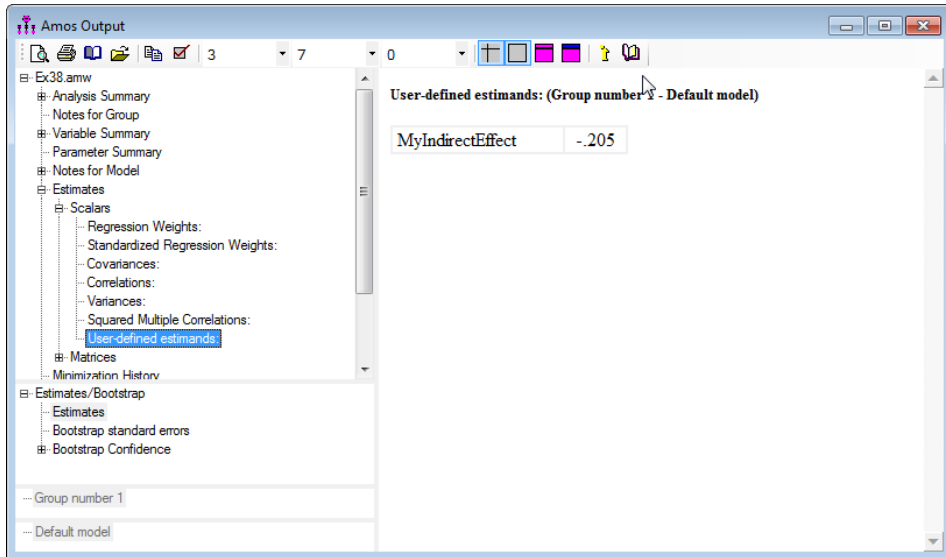 Amos Output
3 7 0
Ex38.amw
Analysis Summary
Notes for Group
Variable Summary
Parameter Summary
Notes for Model
Estimates
Scalars
Regression Weights:
Standardized Regression Weights:
Covariances:
Correlations:
Variances:
Squared Multiple Correlations:
User-defined estimands:
Matrices
Minimization History
Estimates/Bootstrap
Estimates
Bootstrap standard errors
Bootstrap Confidence
Group number 1
Default model
User-defined estimands: (Group number 1 - Default model)
MyIndirectEffect -.205